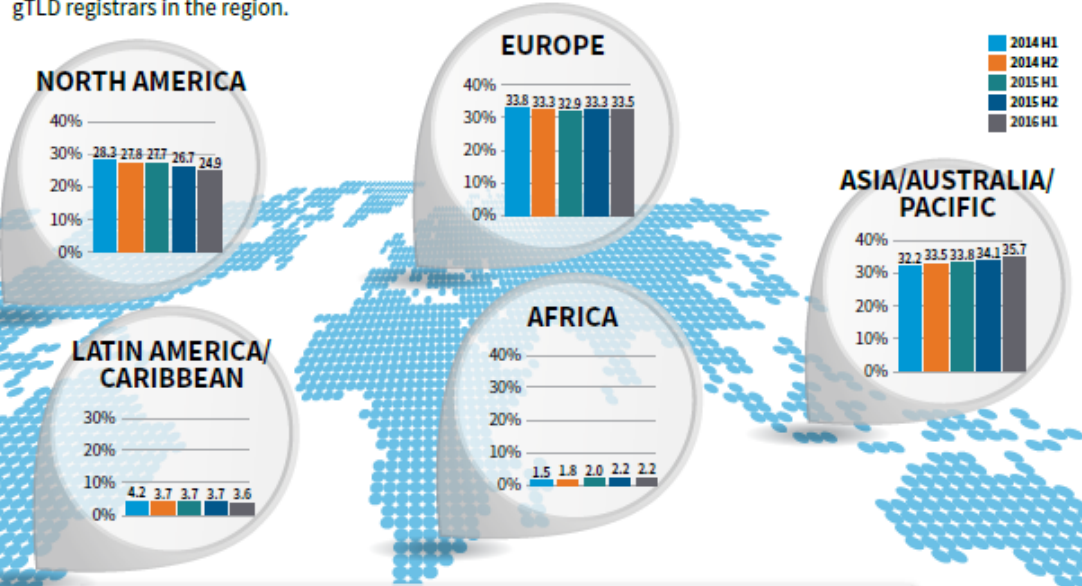 gTLD registrars in the region.
NORTH AMERICA
40%
30%
20%
10%
0%
28.3 27.8 27.7 26.7 24.9
EUROPE
40%
30%
20%
10%
0%
33.8 33.3 32.9 33.3 33.5
2014 H1
2014 H2
2015 H1
2015 H2
2016 H1
ASIA/AUSTRALIA/
PACIFIC
40%
30%
20%
10%
0%
32.2 33.5 33.8 34.1 35.7
LATIN AMERICA/
CARIBBEAN
30%
20%
10%
0%
4.2 3.7 3.7 3.7 3.6
AFRICA
40%
30%
20%
10%
0%
1.5 1.8 2.0 2.2 2.2